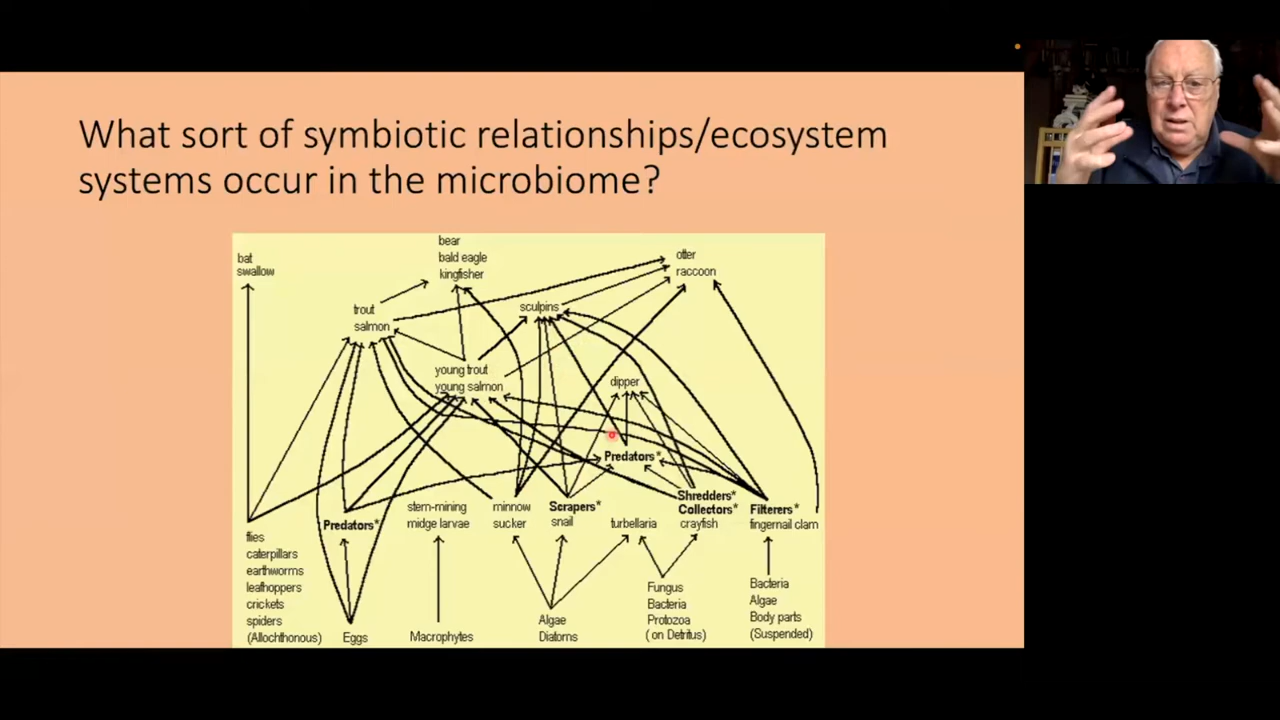 What sort of symbiotic relationships/ecosystem
systems occur in the microbiome?
bat
swallow
bear
bald eagle
kingfisher
otter
raccoon
trout
salmon
sculpins
young trout
young salmon
dipper
Predators*
Predators*
stem-mining
midge larvae
minnow
sucker
Scrapers*
snail
turbellaria
Shredders*
Collectors*
crayfish
Filterers*
fingernail clam
flies
caterpillars
earthworms
leafhoppers
crickets
spiders
(Allochthonous)
Eggs
Macrophytes
Algae
Diatoms
Fungus
Bacteria
Protozoa
(on Detritus)
Bacteria
Algae
Body parts
(Suspended)